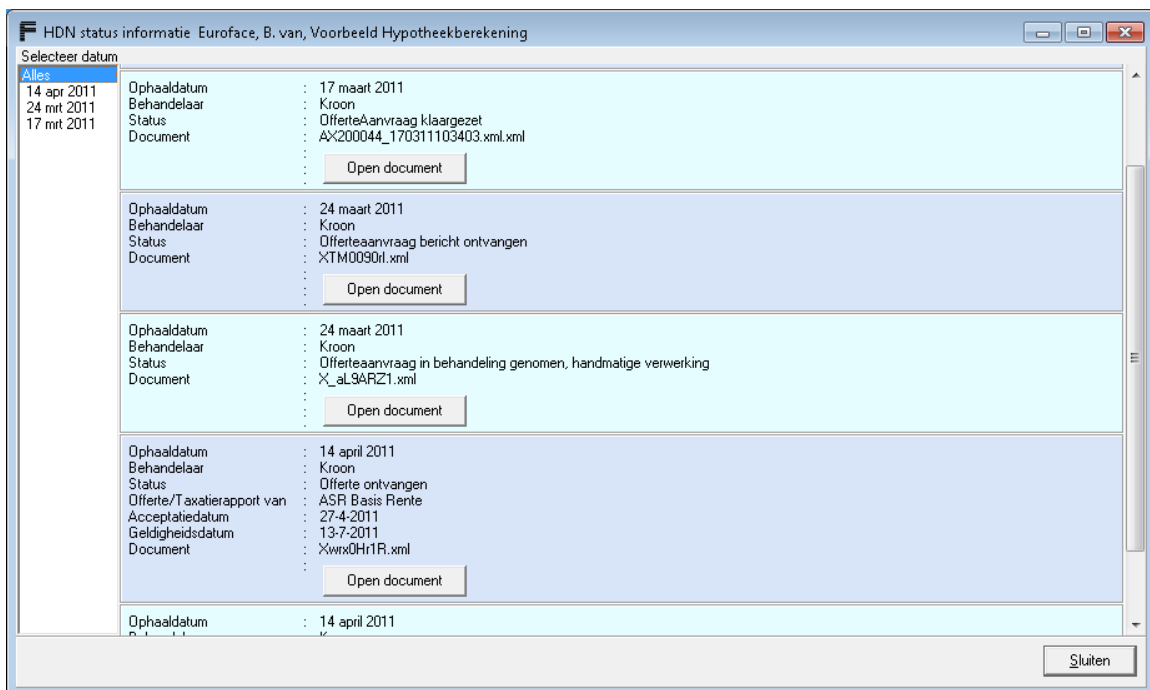 HDN status informatie Euroface, B. van, Voorbeeld Hypotheekberekening
Selecteer datum
Alles
14 apr 2011
24 mrt 2011
17 mrt 2011
Ophaaldatum : 17 maart 2011
Behandelaar : Kroon
Status : OfferteAanvraag klaargezet
Document : AX200044_170311103403.xml.xml
:
: Open document
:
Ophaaldatum : 24 maart 2011
Behandelaar : Kroon
Status : Offerteaanvraag bericht ontvangen
Document : XTM0090rl.xml
:
: Open document
:
Ophaaldatum : 24 maart 2011
Behandelaar : Kroon
Status : Offerteaanvraag in behandeling genomen, handmatige verwerking
Document : X_aL9ARZ1.xml
:
: Open document
:
Ophaaldatum : 14 april 2011
Behandelaar : Kroon
Status : Offerte ontvangen
Offerte/Taxatierapport van : ASR Basis Rente
Acceptatiedatum : 27-4-2011
Geldigheidsdatum : 13-7-2011
Document : Xwrx0Hr1R.xml
:
Open document
Ophaaldatum : 14 april 2011
Sluiten